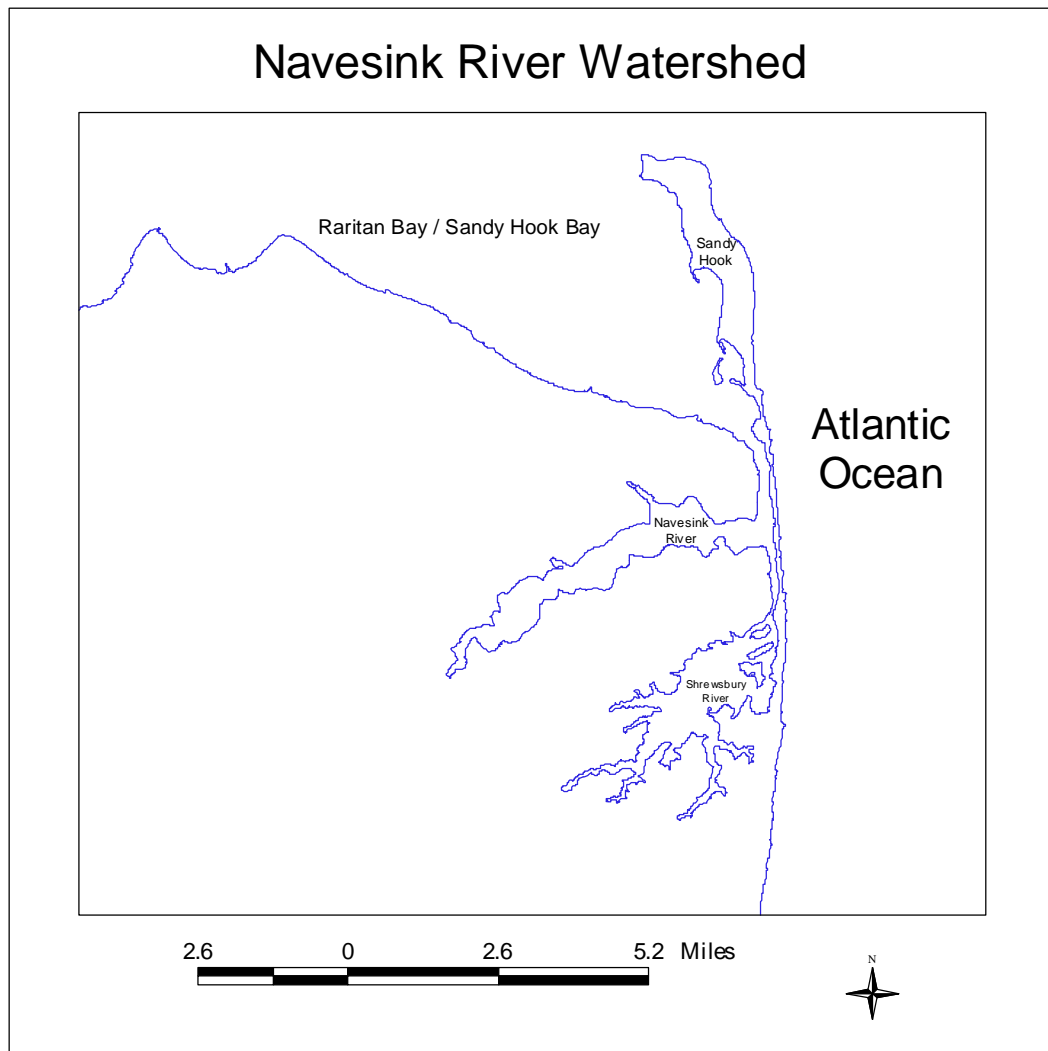 Navesink River Watershed
Raritan Bay / Sandy Hook Bay
Sandy
Hook
Atlantic
Ocean
Navesink
River
Shrewsbury
River
2.6 0 2.6 5.2 Miles
N